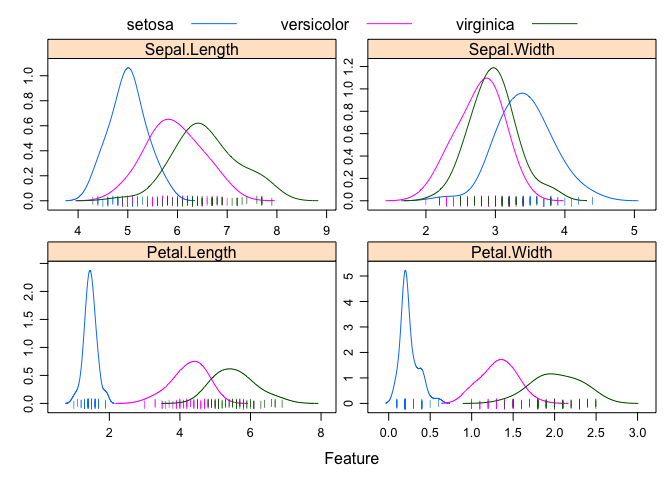 setosa versicolor virginica
Sepal.Length Sepal.Width
0.0 0.2 0.4 0.6 0.8 1.0
4 5 6 7 8 9
0.0 0.2 0.4 0.6 0.8 1.0 1.2
2 3 4 5
Petal.Length Petal.Width
0.0 0.5 1.0 1.5 2.0
2 4 6 8
0 1 2 3 4 5
0.0 0.5 1.0 1.5 2.0 2.5 3.0
Feature